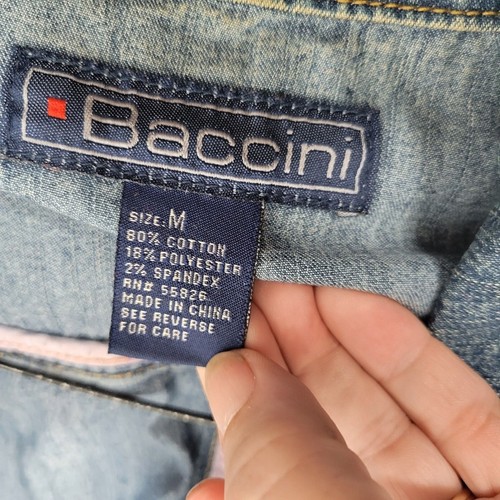 Baccini
SIZE: M
80% COTTON
18% POLYESTER
2% SPANDEX
RN# 55826
MADE IN CHINA
SEE REVERSE
FOR CARE